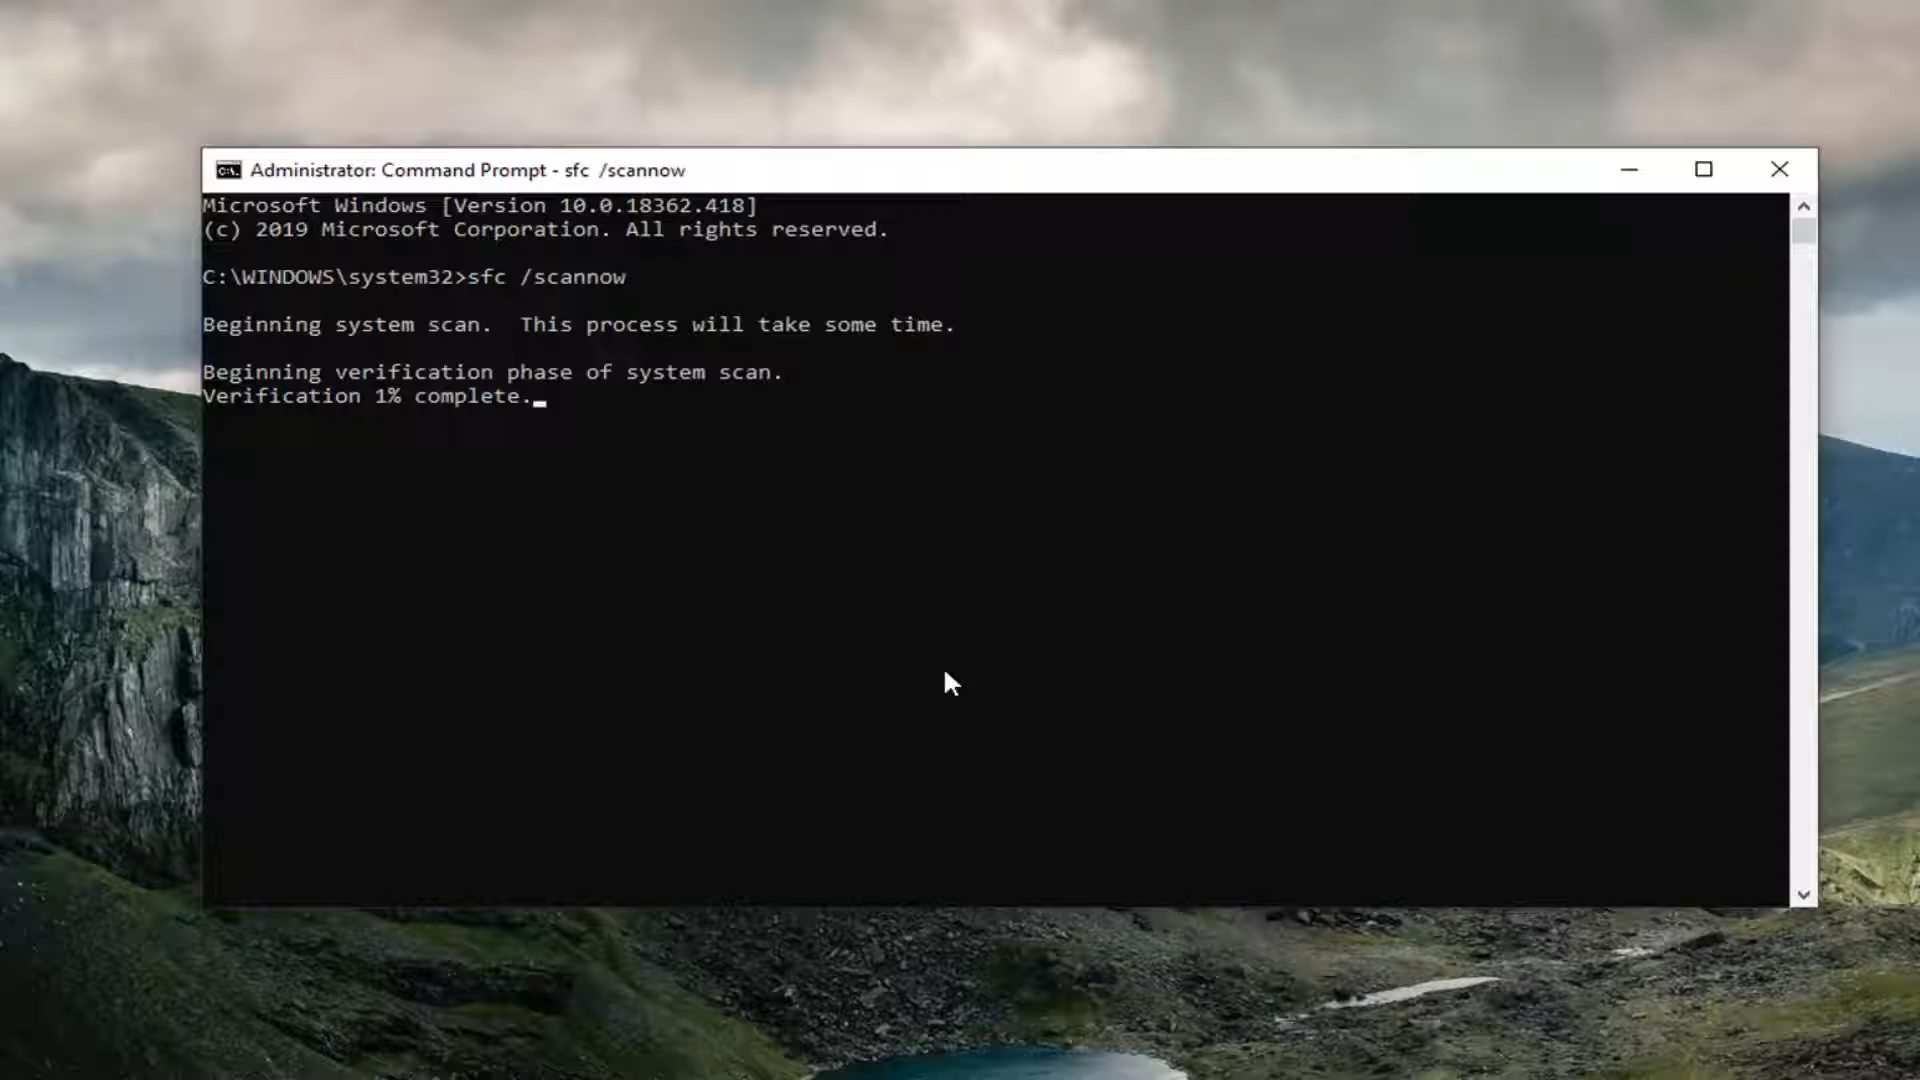 Administrator: Command Prompt - sfc  /scannow
Microsoft Windows [Version 10.0.18362.418]
(c) 2019 Microsoft Corporation. All rights reserved.
C:\WINDOWS\system32>sfc /scannow
Beginning system scan.  This process will take some time.
Beginning verification phase of system scan.
Verification 1% complete.